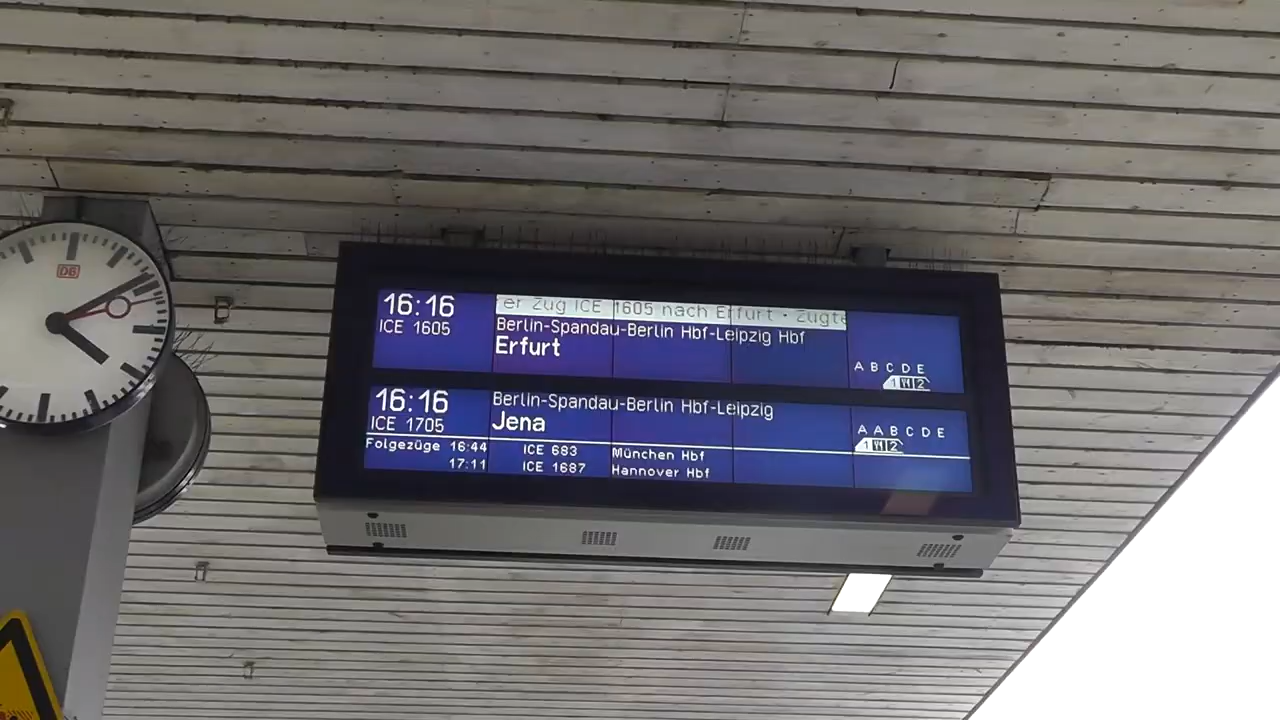 DB
16:16
er Zug ICE 1605 nach Erfurt • Zugte
ICE 1605
Berlin-Spandau-Berlin Hbf-Leipzig Hbf
Erfurt
A B C D E
1 2
16:16
Berlin-Spandau-Berlin Hbf-Leipzig
ICE 1705
Jena
A A B C D E
1 2
Folgezüge 16:44 ICE 683 München Hbf
17:11 ICE 1687 Hannover Hbf